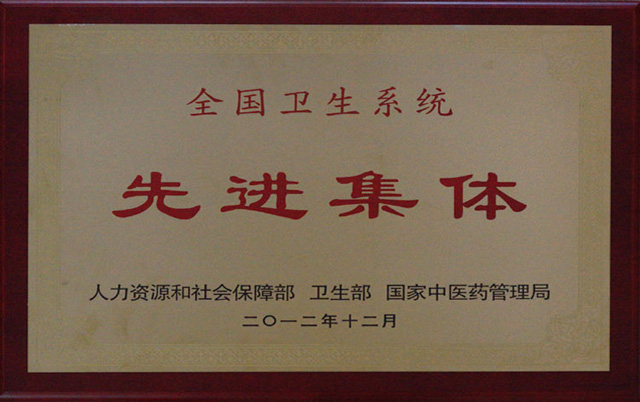 全国卫生系统
先进集体
人力资源和社会保障部 卫生部 国家中医药管理局
二〇一二年十二月